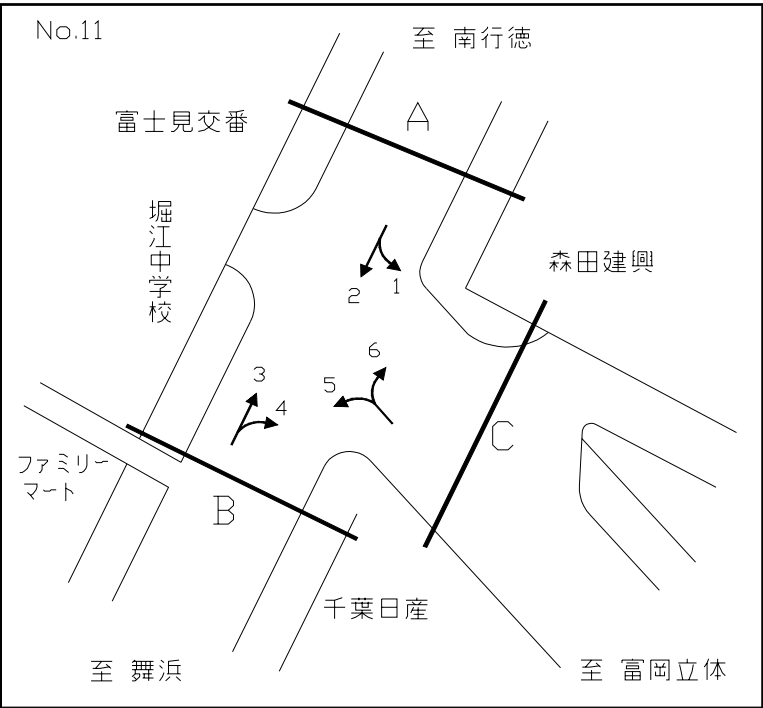 No.11
至 南行徳
A
富士見交番
堀江中学校
森田建興
2
1
6
3
5
4
C
ファミリー
マート
B
千葉日産
至 舞浜
至 富岡立体